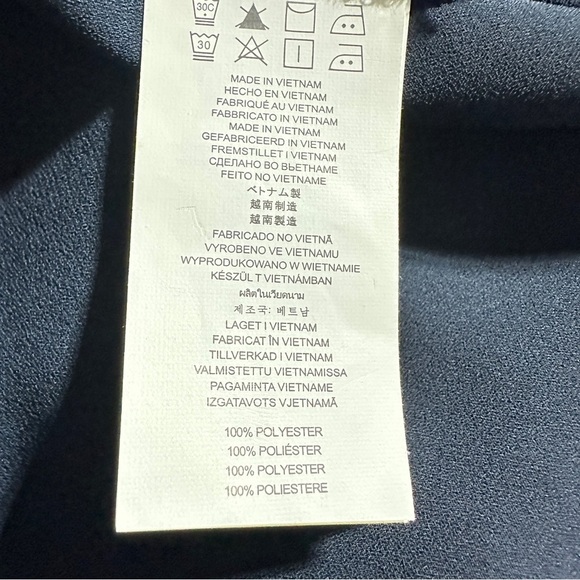 30C
30
MADE IN VIETNAM
HECHO EN VIETNAM
FABRIQUÉ AU VIETNAM
FABBRICATO IN VIETNAM
MADE IN VIETNAM
GEFABRICEERD IN VIETNAM
FREMSTILLET I VIETNAM
СДЕЛАНО ВО ВЬЕТНАМЕ
FEITO NO VIETNAME
ベトナム製
越南制造
越南製造
FABRICADO NO VIETNÃ
VYROBENO VE VIETNAMU
WYPRODUKOWANO W WIETNAMIE
KÉSZÜL T VIETNÁMBAN
ผลิตในเวียดนาม
제조국: 베트남
LAGET I VIETNAM
FABRICAT ÎN VIETNAM
TILLVERKAD I VIETNAM
VALMISTETTU VIETNAMISSA
PAGAMINTA VIETNAME
IZGATAVOTS VJETNAMĀ
100% POLYESTER
100% POLIÉSTER
100% POLYESTER
100% POLIESTERE